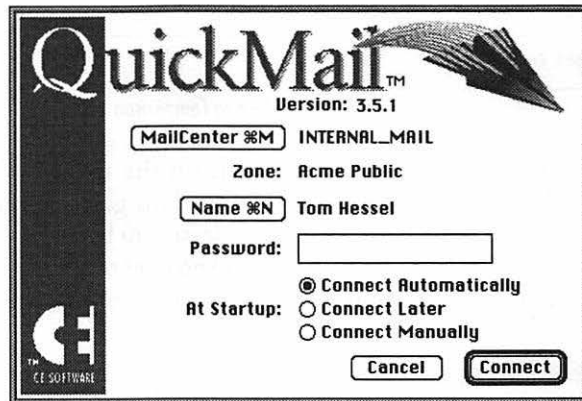 QuickMail™
Version: 3.5.1
MailCenter ⌘M INTERNAL_MAIL
Zone: Acme Public
Name ⌘N Tom Hessel
Password:
Connect Automatically
At Startup: Connect Later
Connect Manually
™
CE SOFTWARE
Cancel Connect